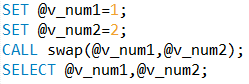 SET @v_num1=1;
SET @v_num2=2;
CALL swap(@v_num1,@v_num2);
SELECT @v_num1,@v_num2;